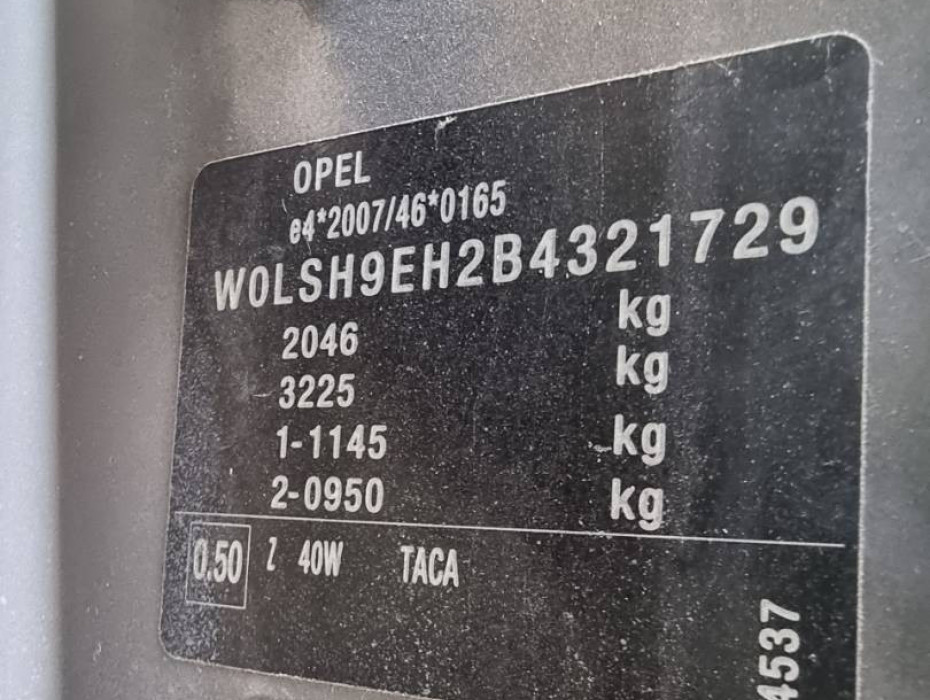 OPEL
e4*2007/46*0165
W0LSH9EH2B4321729
2046 kg
3225 kg
1-1145 kg
2-0950 kg
0.50 Z 40W TACA
4537